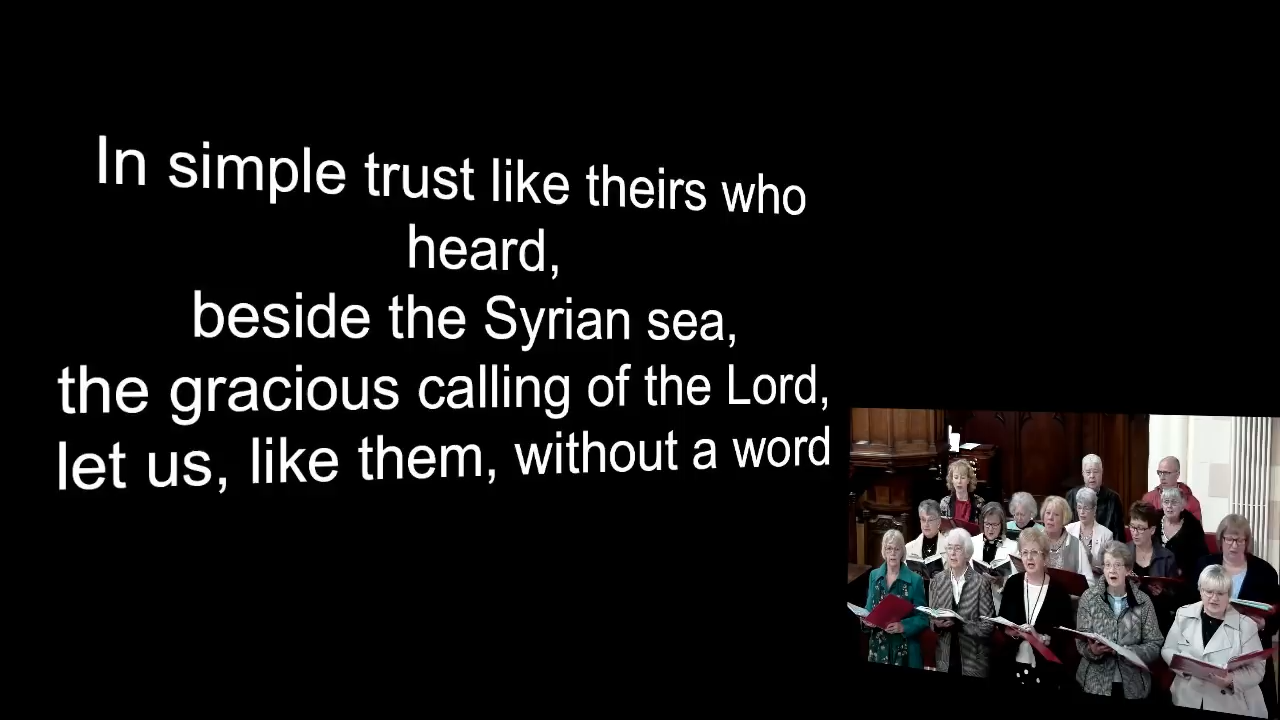 In simple trust like theirs who
heard,
beside the Syrian sea,
the gracious calling of the Lord,
let us, like them, without a word